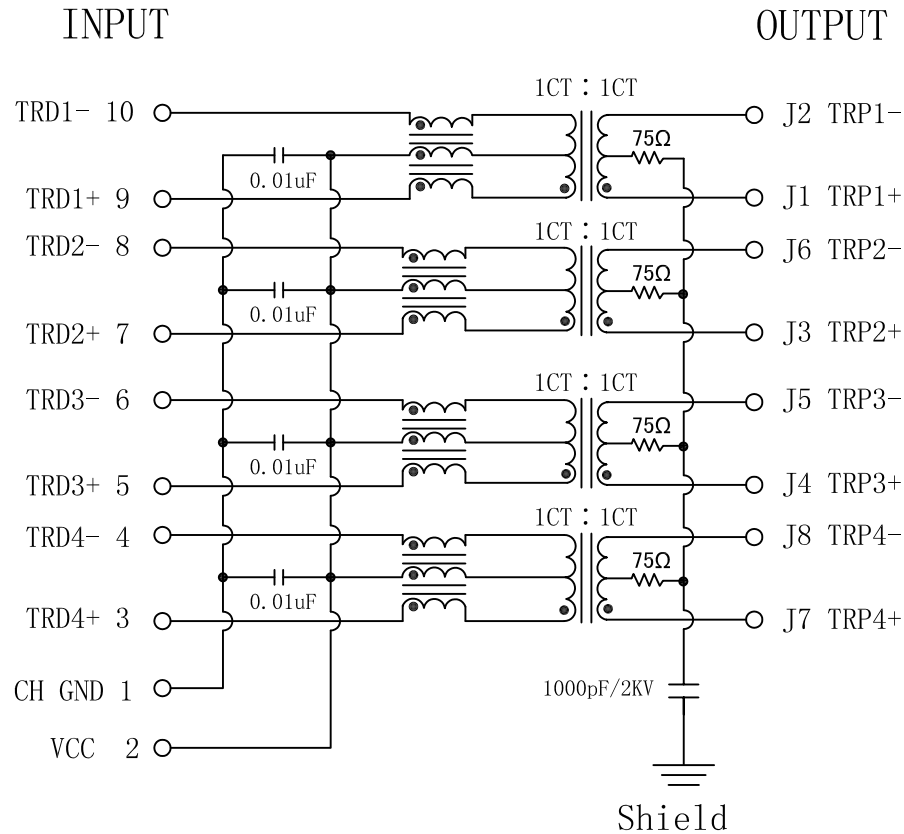 INPUT
OUTPUT
1CT : 1CT
TRD1- 10
J2 TRP1-
75Ω
0.01uF
TRD1+ 9
J1 TRP1+
1CT : 1CT
TRD2- 8
J6 TRP2-
75Ω
0.01uF
TRD2+ 7
J3 TRP2+
1CT : 1CT
TRD3- 6
J5 TRP3-
75Ω
0.01uF
TRD3+ 5
J4 TRP3+
1CT : 1CT
TRD4- 4
J8 TRP4-
75Ω
0.01uF
TRD4+ 3
J7 TRP4+
CH GND 1
1000pF/2KV
VCC 2
Shield